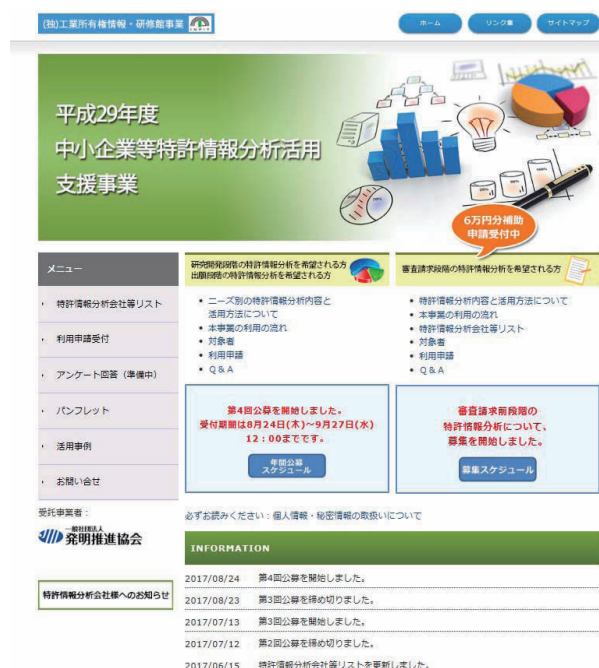 (独)工業所有権情報・研修館事業
ホーム
リンク集
サイトマップ
平成29年度
中小企業等特許情報分析活用
支援事業
6万円分補助
申請受付中
メニュー
特許情報分析会社等リスト
利用申請受付
アンケート回答（準備中）
パンフレット
活用事例
お問い合せ
受託事業者：
一般社団法人
発明推進協会
特許情報分析会社様へのお知らせ
研究開発段階の特許情報分析を希望される方
出願段階の特許情報分析を希望される方
• ニーズ別の特許情報分析内容と
活用方法について
• 本事業の利用の流れ
• 対象者
• 利用申請
• Q & A
第4回公募を開始しました。
受付期間は8月24日(木)～9月27日(水)
12：00までです。
年間公募
スケジュール
審査請求段階の特許情報分析を希望される方
• 特許情報分析内容と活用方法について
• 本事業の利用の流れ
• 特許情報分析会社等リスト
• 対象者
• 利用申請
• Q & A
審査請求前段階の
特許情報分析について、
募集を開始しました。
募集スケジュール
必ずお読みください：個人情報・秘密情報の取扱いについて
INFORMATION
2017/08/24 第4回公募を開始しました。
2017/08/23 第3回公募を締め切りました。
2017/07/13 第3回公募を開始しました。
2017/07/12 第2回公募を締め切りました。
2017/06/15 特許情報分析会社等リストを更新しました。